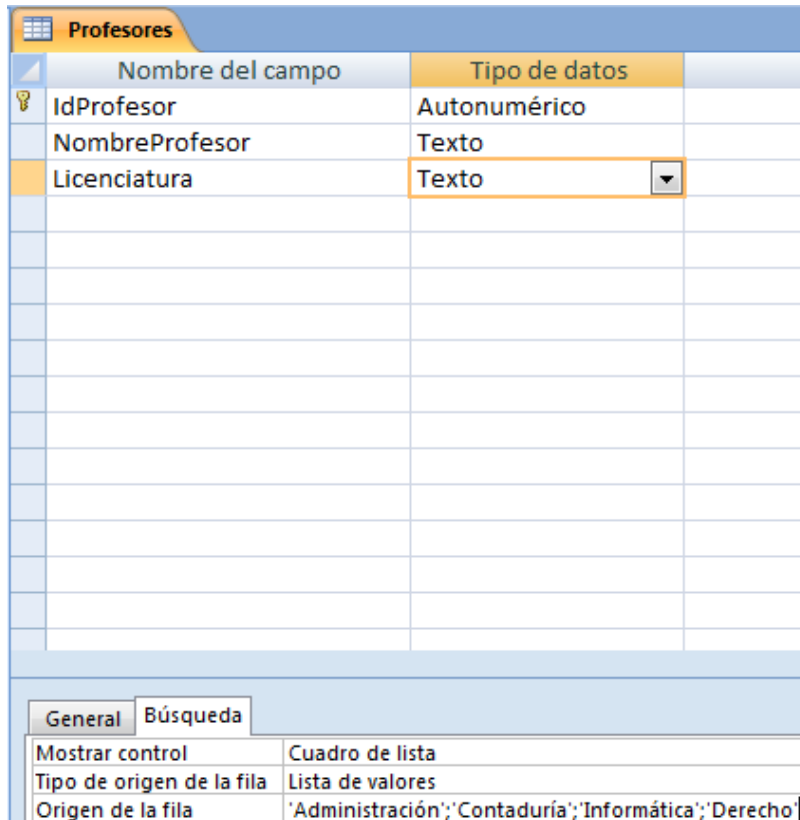 Profesores
Nombre del campo Tipo de datos
IdProfesor Autonumérico
NombreProfesor Texto
Licenciatura Texto
General Búsqueda
Mostrar control Cuadro de lista
Tipo de origen de la fila Lista de valores
Origen de la fila 'Administración';'Contaduría';'Informática';'Derecho'